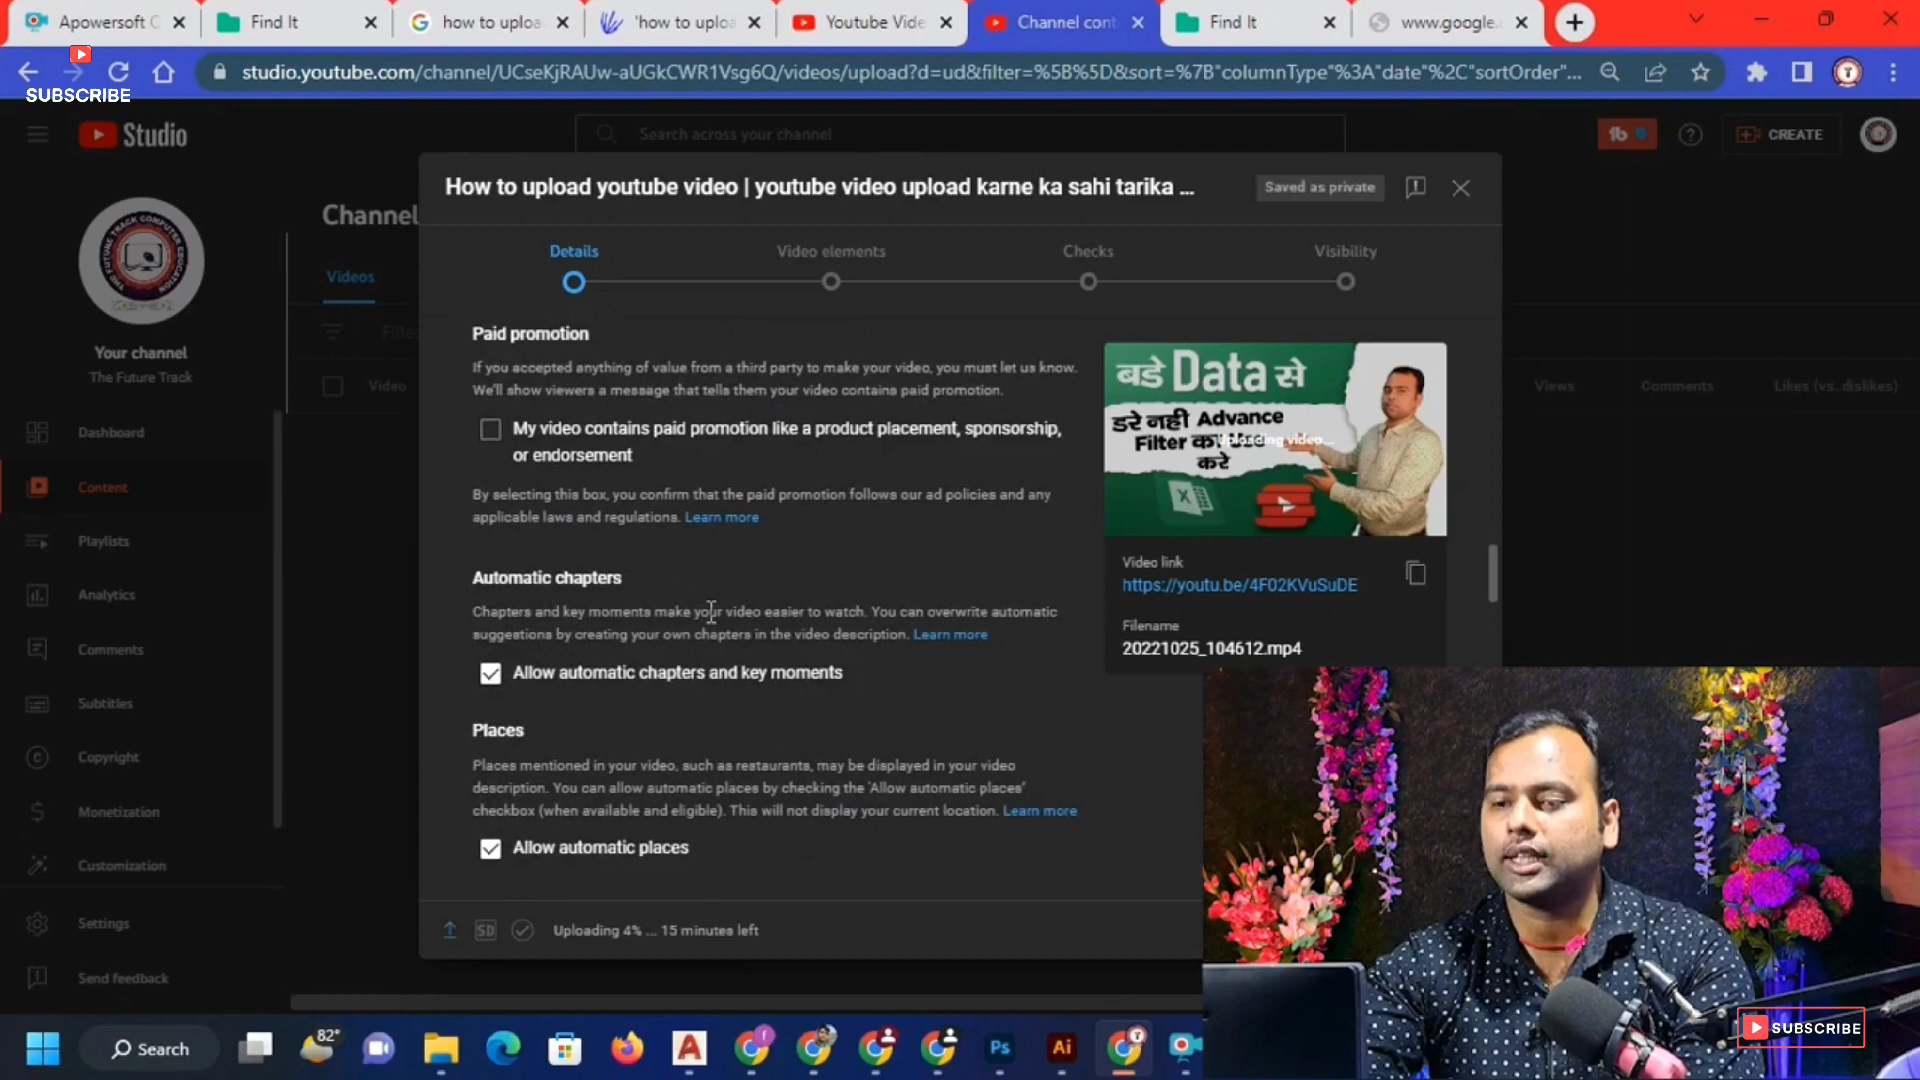 Apowersoft C
Find It
how to uploa
'how to uploa
Youtube Vide
Channel cont
Find It
www.google.
studio.youtube.com/channel/UCseKjRAUw-aUGkCWR1Vsg6Q/videos/upload?d=ud&filter=%5B%5D&sort=%7B"columnType"%3A"date"%2C"sortOrder"...
SUBSCRIBE
Studio
Search across your channel
CREATE
How to upload youtube video | youtube video upload karne ka sahi tarika ...
Saved as private
Channel
Details
Video elements
Checks
Visibility
Videos
Filte
Your channel
The Future Track
Video
Views
Comments
Likes (vs. dislikes)
Paid promotion
If you accepted anything of value from a third party to make your video, you must let us know.
We'll show viewers a message that tells them your video contains paid promotion.
My video contains paid promotion like a product placement, sponsorship,
or endorsement
By selecting this box, you confirm that the paid promotion follows our ad policies and any
applicable laws and regulations. Learn more
बडे Data से
डरे नही Advance
Filter का
करे
Uploading video...
Video link
https://youtu.be/4F02KVuSuDE
Filename
20221025_104612.mp4
Automatic chapters
Chapters and key moments make your video easier to watch. You can overwrite automatic
suggestions by creating your own chapters in the video description. Learn more
Allow automatic chapters and key moments
Places
Places mentioned in your video, such as restaurants, may be displayed in your video
description. You can allow automatic places by checking the 'Allow automatic places'
checkbox (when available and eligible). This will not display your current location. Learn more
Allow automatic places
SD
Uploading 4% ... 15 minutes left
Dashboard
Content
Playlists
Analytics
Comments
Subtitles
Copyright
Monetization
Customization
Settings
Send feedback
SUBSCRIBE
82°
Search
Ps
Ai